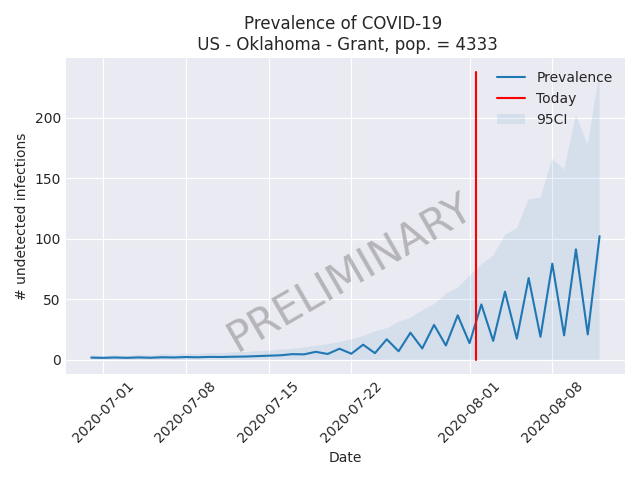 Prevalence of COVID-19
US - Oklahoma - Grant, pop. = 4333
Prevalence
Today
95CI
# undetected infections
200
150
100
50
0
PRELIMINARY
2020-07-01
2020-07-08
2020-07-15
2020-07-22
2020-08-01
2020-08-08
Date